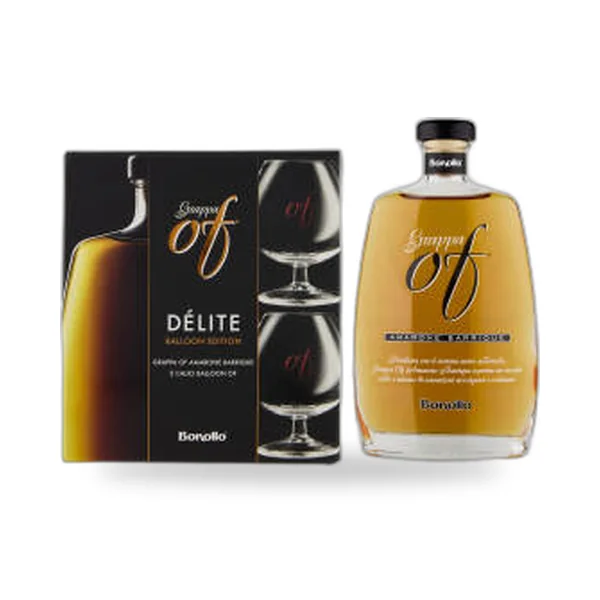 Grappa
of
DÉLITE
BALLOON EDITION
GRAPPA OF AMARONE BARRIQUE
2 CALICI BALLOON OF
Bonollo
of
of
Bonollo
Grappa
of
AMARONE BARRIQUE
Bonollo